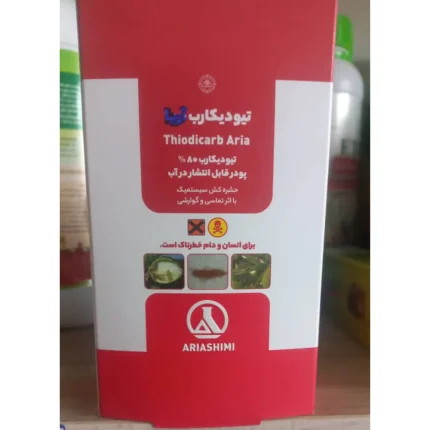 تیودیکارب
Thiodicarb Aria
تیودیکارب ۸۰ %
پودر قابل انتشار در آب
حشره کش سیستمیک
با اثر تماسی و گوارشی
برای انسان و دام خطرناک است.
ARIASHIMI